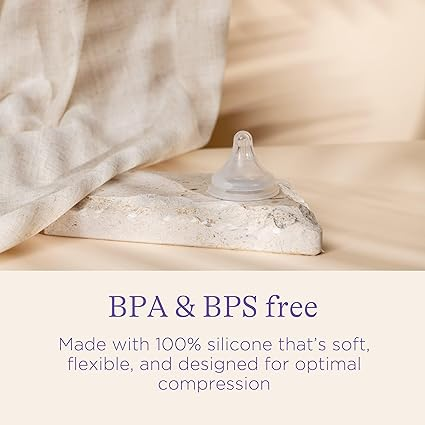 BPA & BPS free
Made with 100% silicone that's soft,
flexible, and designed for optimal
compression